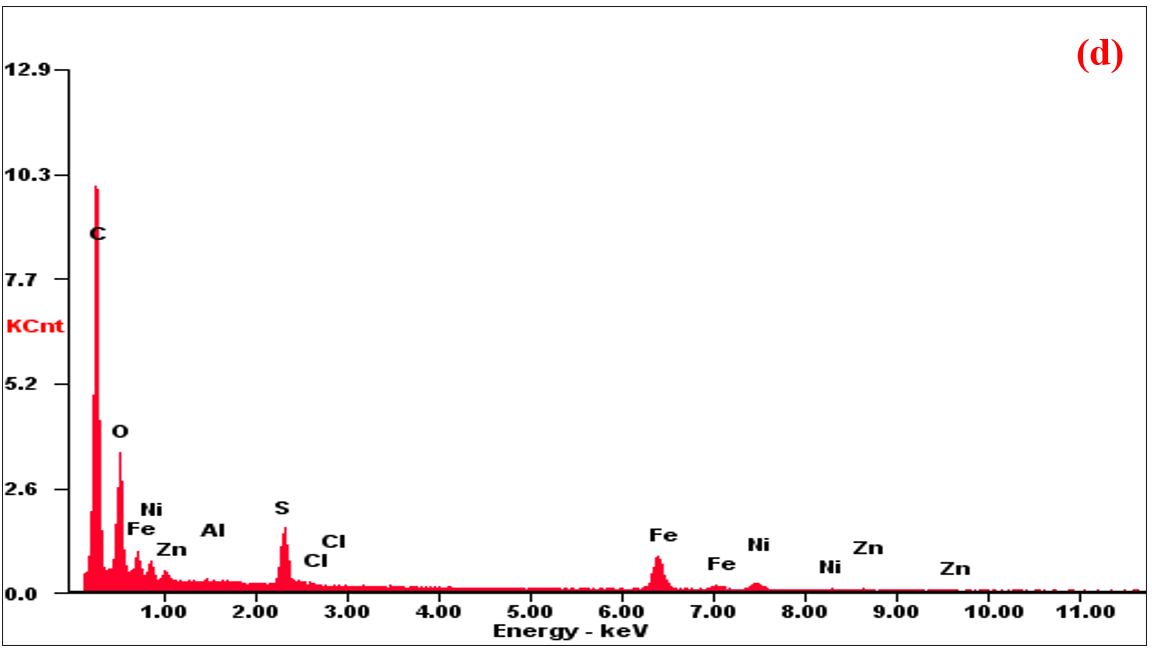 (d)
12.9
10.3
C
7.7
KCnt
5.2
O
2.6
Ni
S
Fe
Al
Zn
Cl
Cl
Fe
Fe
Ni
Ni
Zn
Zn
0.0
1.00 2.00 3.00 4.00 5.00 6.00 7.00 8.00 9.00 10.00 11.00
Energy - keV